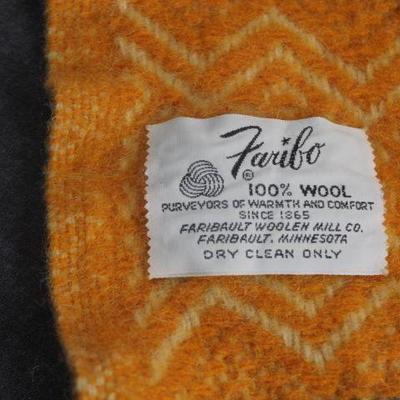 Faribo
®
100% WOOL
PURVEYORS OF WARMTH AND COMFORT
SINCE 1865
FARIBAULT WOOLEN MILL CO.
FARIBAULT, MINNESOTA
DRY CLEAN ONLY